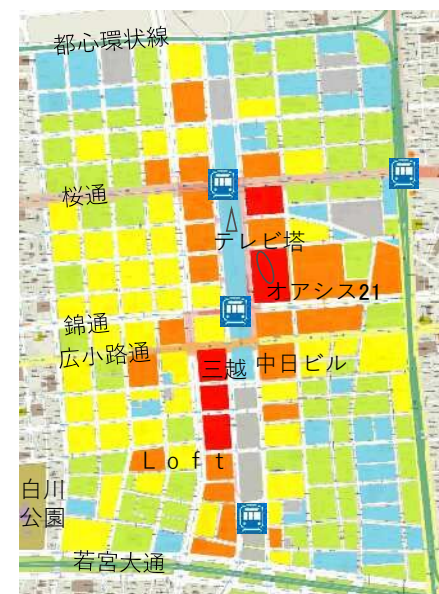 都心環状線
桜通
テレビ塔
オアシス21
錦通
広小路通
三越
中日ビル
Loft
白川
公園
若宮大通